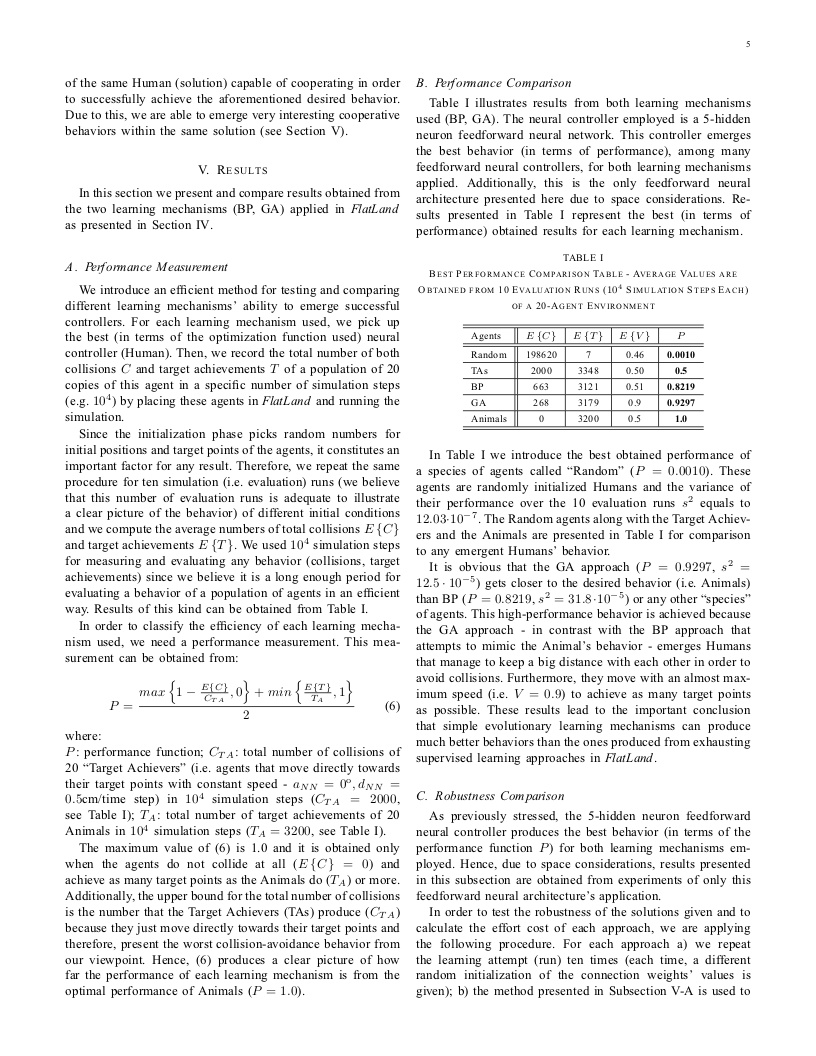 5
of the same Human (solution) capable of cooperating in order
to successfully achieve the aforementioned desired behavior.
Due to this, we are able to emerge very interesting cooperative
behaviors within the same solution (see Section V).
V. RESULTS
In this section we present and compare results obtained from
the two learning mechanisms (BP, GA) applied in FlatLand
as presented in Section IV.
A. Performance Measurement
We introduce an efficient method for testing and comparing
different learning mechanisms' ability to emerge successful
controllers. For each learning mechanism used, we pick up
the best (in terms of the optimization function used) neural
controller (Human). Then, we record the total number of both
collisions C and target achievements T of a population of 20
copies of this agent in a specific number of simulation steps
(e.g. 10⁴) by placing these agents in FlatLand and running the
simulation.
Since the initialization phase picks random numbers for
initial positions and target points of the agents, it constitutes an
important factor for any result. Therefore, we repeat the same
procedure for ten simulation (i.e. evaluation) runs (we believe
that this number of evaluation runs is adequate to illustrate
a clear picture of the behavior) of different initial conditions
and we compute the average numbers of total collisions E{C}
and target achievements E{T}. We used 10⁴ simulation steps
for measuring and evaluating any behavior (collisions, target
achievements) since we believe it is a long enough period for
evaluating a behavior of a population of agents in an efficient
way. Results of this kind can be obtained from Table I.
In order to classify the efficiency of each learning mecha-
nism used, we need a performance measurement. This mea-
surement can be obtained from:
P = (max{1 − E{C}/C_TA, 0} + min{E{T}/T_A, 1}) / 2 (6)
where:
P: performance function; C_TA: total number of collisions of
20 "Target Achievers" (i.e. agents that move directly towards
their target points with constant speed - a_NN = 0°, d_NN =
0.5cm/time step) in 10⁴ simulation steps (C_TA = 2000,
see Table I); T_A: total number of target achievements of 20
Animals in 10⁴ simulation steps (T_A = 3200, see Table I).
The maximum value of (6) is 1.0 and it is obtained only
when the agents do not collide at all (E{C} = 0) and
achieve as many target points as the Animals do (T_A) or more.
Additionally, the upper bound for the total number of collisions
is the number that the Target Achievers (TAs) produce (C_TA)
because they just move directly towards their target points and
therefore, present the worst collision-avoidance behavior from
our viewpoint. Hence, (6) produces a clear picture of how
far the performance of each learning mechanism is from the
optimal performance of Animals (P = 1.0).
B. Performance Comparison
Table I illustrates results from both learning mechanisms
used (BP, GA). The neural controller employed is a 5-hidden
neuron feedforward neural network. This controller emerges
the best behavior (in terms of performance), among many
feedforward neural controllers, for both learning mechanisms
applied. Additionally, this is the only feedforward neural
architecture presented here due to space considerations. Re-
sults presented in Table I represent the best (in terms of
performance) obtained results for each learning mechanism.
TABLE I
BEST PERFORMANCE COMPARISON TABLE - AVERAGE VALUES ARE
OBTAINED FROM 10 EVALUATION RUNS (10⁴ SIMULATION STEPS EACH)
OF A 20-AGENT ENVIRONMENT
Agents E{C} E{T} E{V} P
Random 198620 7 0.46 0.0010
TAs 2000 3348 0.50 0.5
BP 663 3121 0.51 0.8219
GA 268 3179 0.9 0.9297
Animals 0 3200 0.5 1.0
In Table I we introduce the best obtained performance of
a species of agents called "Random" (P = 0.0010). These
agents are randomly initialized Humans and the variance of
their performance over the 10 evaluation runs s² equals to
12.03·10⁻⁷. The Random agents along with the Target Achiev-
ers and the Animals are presented in Table I for comparison
to any emergent Humans' behavior.
It is obvious that the GA approach (P = 0.9297, s² =
12.5 · 10⁻⁵) gets closer to the desired behavior (i.e. Animals)
than BP (P = 0.8219, s² = 31.8·10⁻⁵) or any other "species"
of agents. This high-performance behavior is achieved because
the GA approach - in contrast with the BP approach that
attempts to mimic the Animal's behavior - emerges Humans
that manage to keep a big distance with each other in order to
avoid collisions. Furthermore, they move with an almost max-
imum speed (i.e. V = 0.9) to achieve as many target points
as possible. These results lead to the important conclusion
that simple evolutionary learning mechanisms can produce
much better behaviors than the ones produced from exhausting
supervised learning approaches in FlatLand.
C. Robustness Comparison
As previously stressed, the 5-hidden neuron feedforward
neural controller produces the best behavior (in terms of the
performance function P) for both learning mechanisms em-
ployed. Hence, due to space considerations, results presented
in this subsection are obtained from experiments of only this
feedforward neural architecture's application.
In order to test the robustness of the solutions given and to
calculate the effort cost of each approach, we are applying
the following procedure. For each approach a) we repeat
the learning attempt (run) ten times (each time, a different
random initialization of the connection weights' values is
given); b) the method presented in Subsection V-A is used to